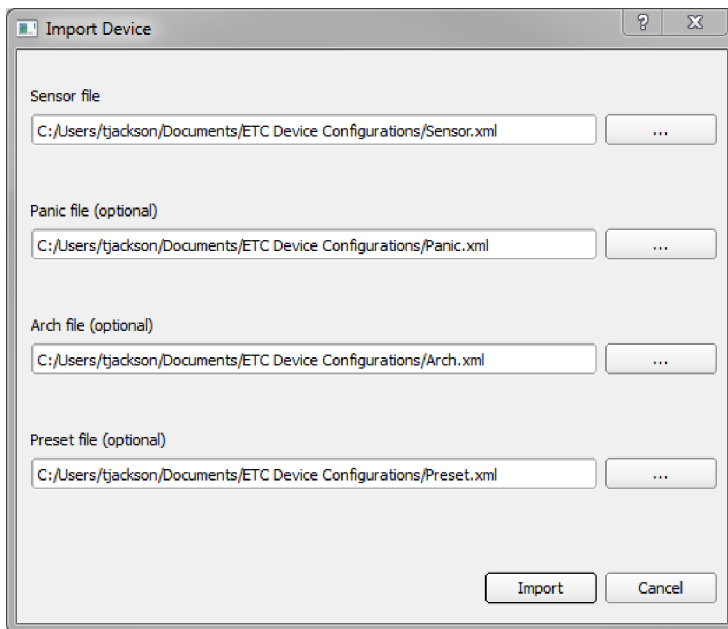 Import Device
?
Sensor file
C:/Users/tjackson/Documents/ETC Device Configurations/Sensor.xml
...
Panic file (optional)
C:/Users/tjackson/Documents/ETC Device Configurations/Panic.xml
...
Arch file (optional)
C:/Users/tjackson/Documents/ETC Device Configurations/Arch.xml
...
Preset file (optional)
C:/Users/tjackson/Documents/ETC Device Configurations/Preset.xml
...
Import
Cancel